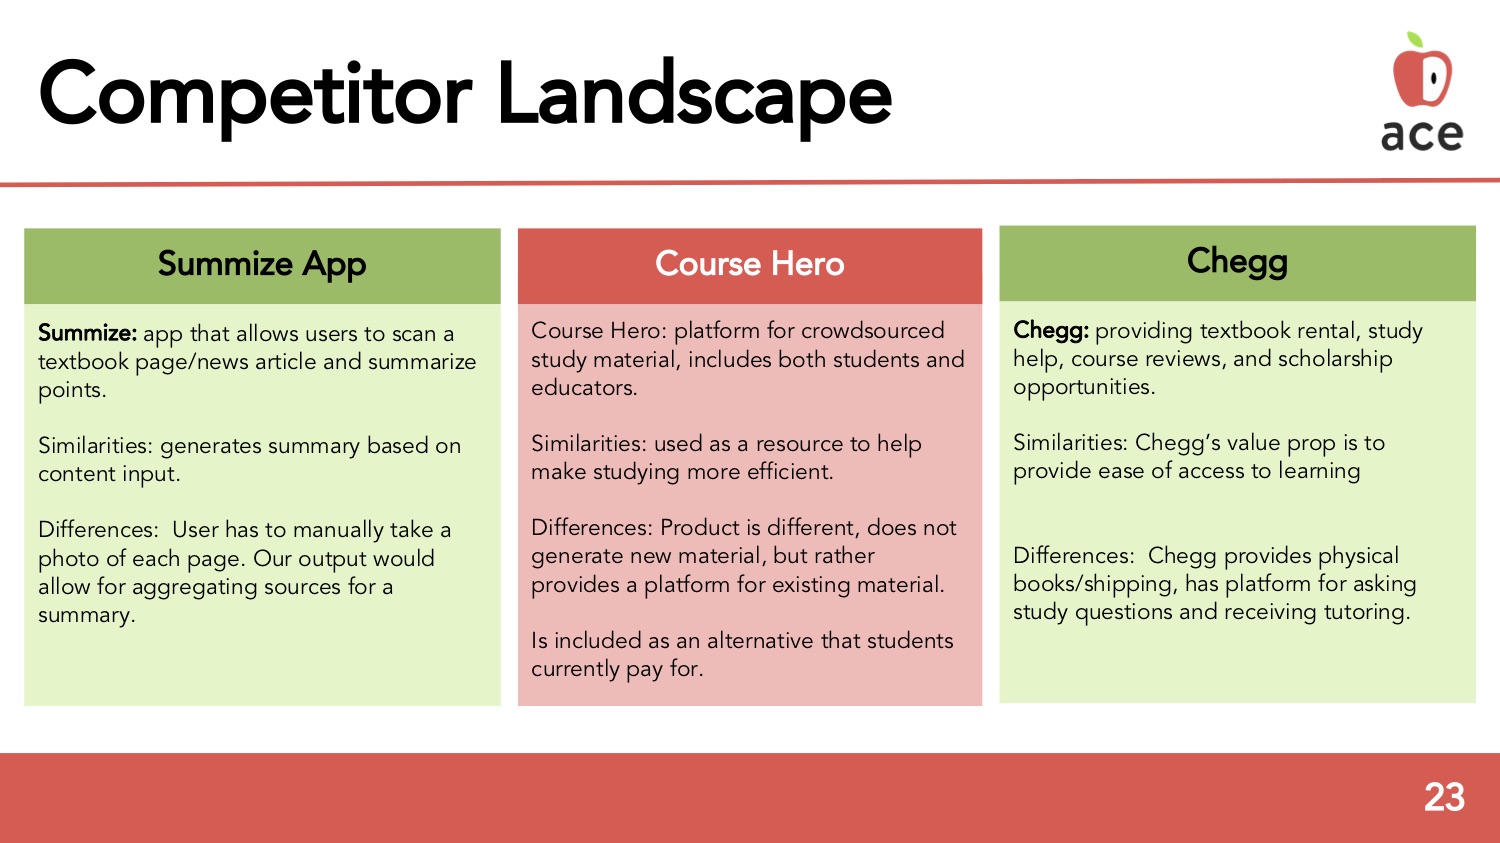 Competitor Landscape
ace
Summize App
Summize: app that allows users to scan a
textbook page/news article and summarize
points.
Similarities: generates summary based on
content input.
Differences:  User has to manually take a
photo of each page. Our output would
allow for aggregating sources for a
summary.
Course Hero
Course Hero: platform for crowdsourced
study material, includes both students and
educators.
Similarities: used as a resource to help
make studying more efficient.
Differences: Product is different, does not
generate new material, but rather
provides a platform for existing material.
Is included as an alternative that students
currently pay for.
Chegg
Chegg: providing textbook rental, study
help, course reviews, and scholarship
opportunities.
Similarities: Chegg’s value prop is to
provide ease of access to learning
Differences:  Chegg provides physical
books/shipping, has platform for asking
study questions and receiving tutoring.
23